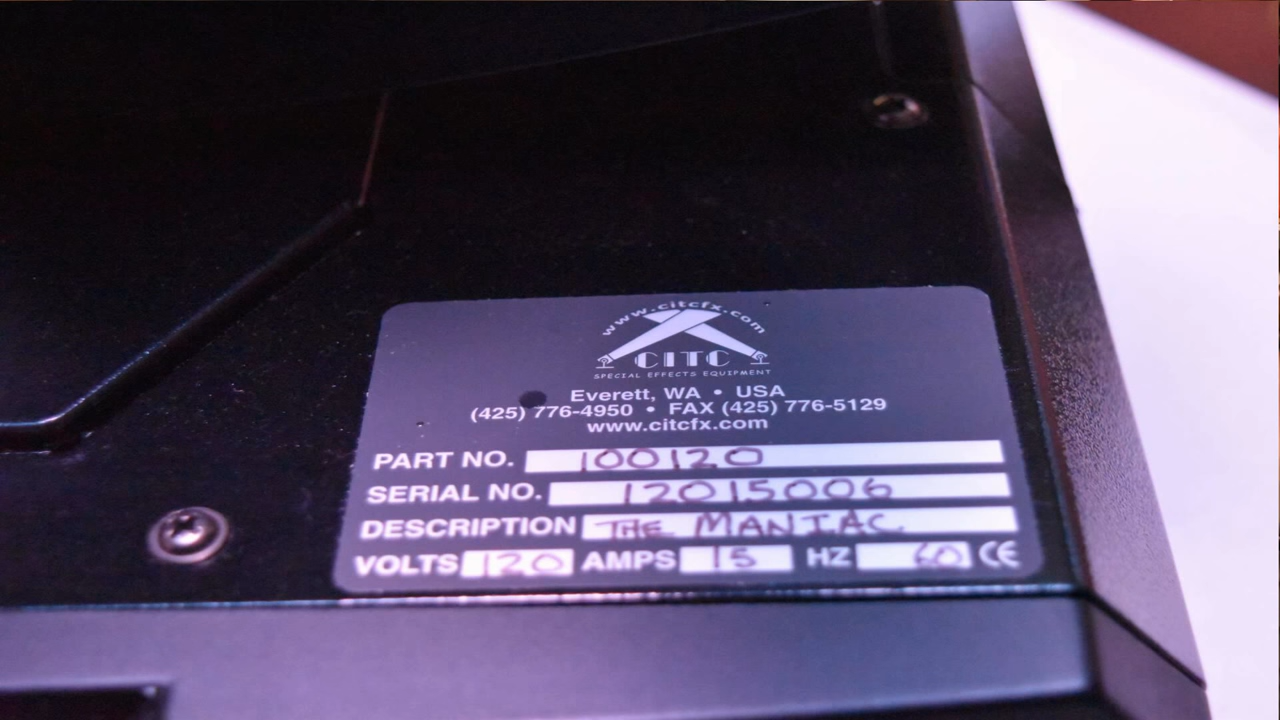 www.citcfx.com
CITC
SPECIAL EFFECTS EQUIPMENT
Everett, WA • USA
(425) 776-4950 • FAX (425) 776-5129
www.citcfx.com
PART NO. 100120
SERIAL NO. 12015006
DESCRIPTION THE MANIAC
VOLTS 120 AMPS 15 HZ 60 CE